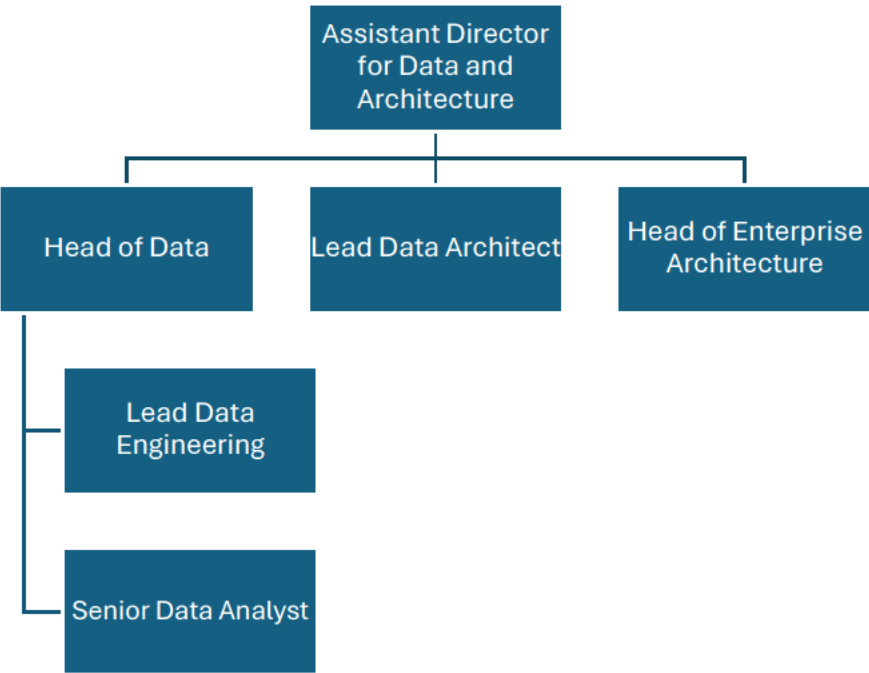 Assistant Director
for Data and
Architecture
Head of Data
Lead Data Architect
Head of Enterprise
Architecture
Lead Data
Engineering
Senior Data Analyst